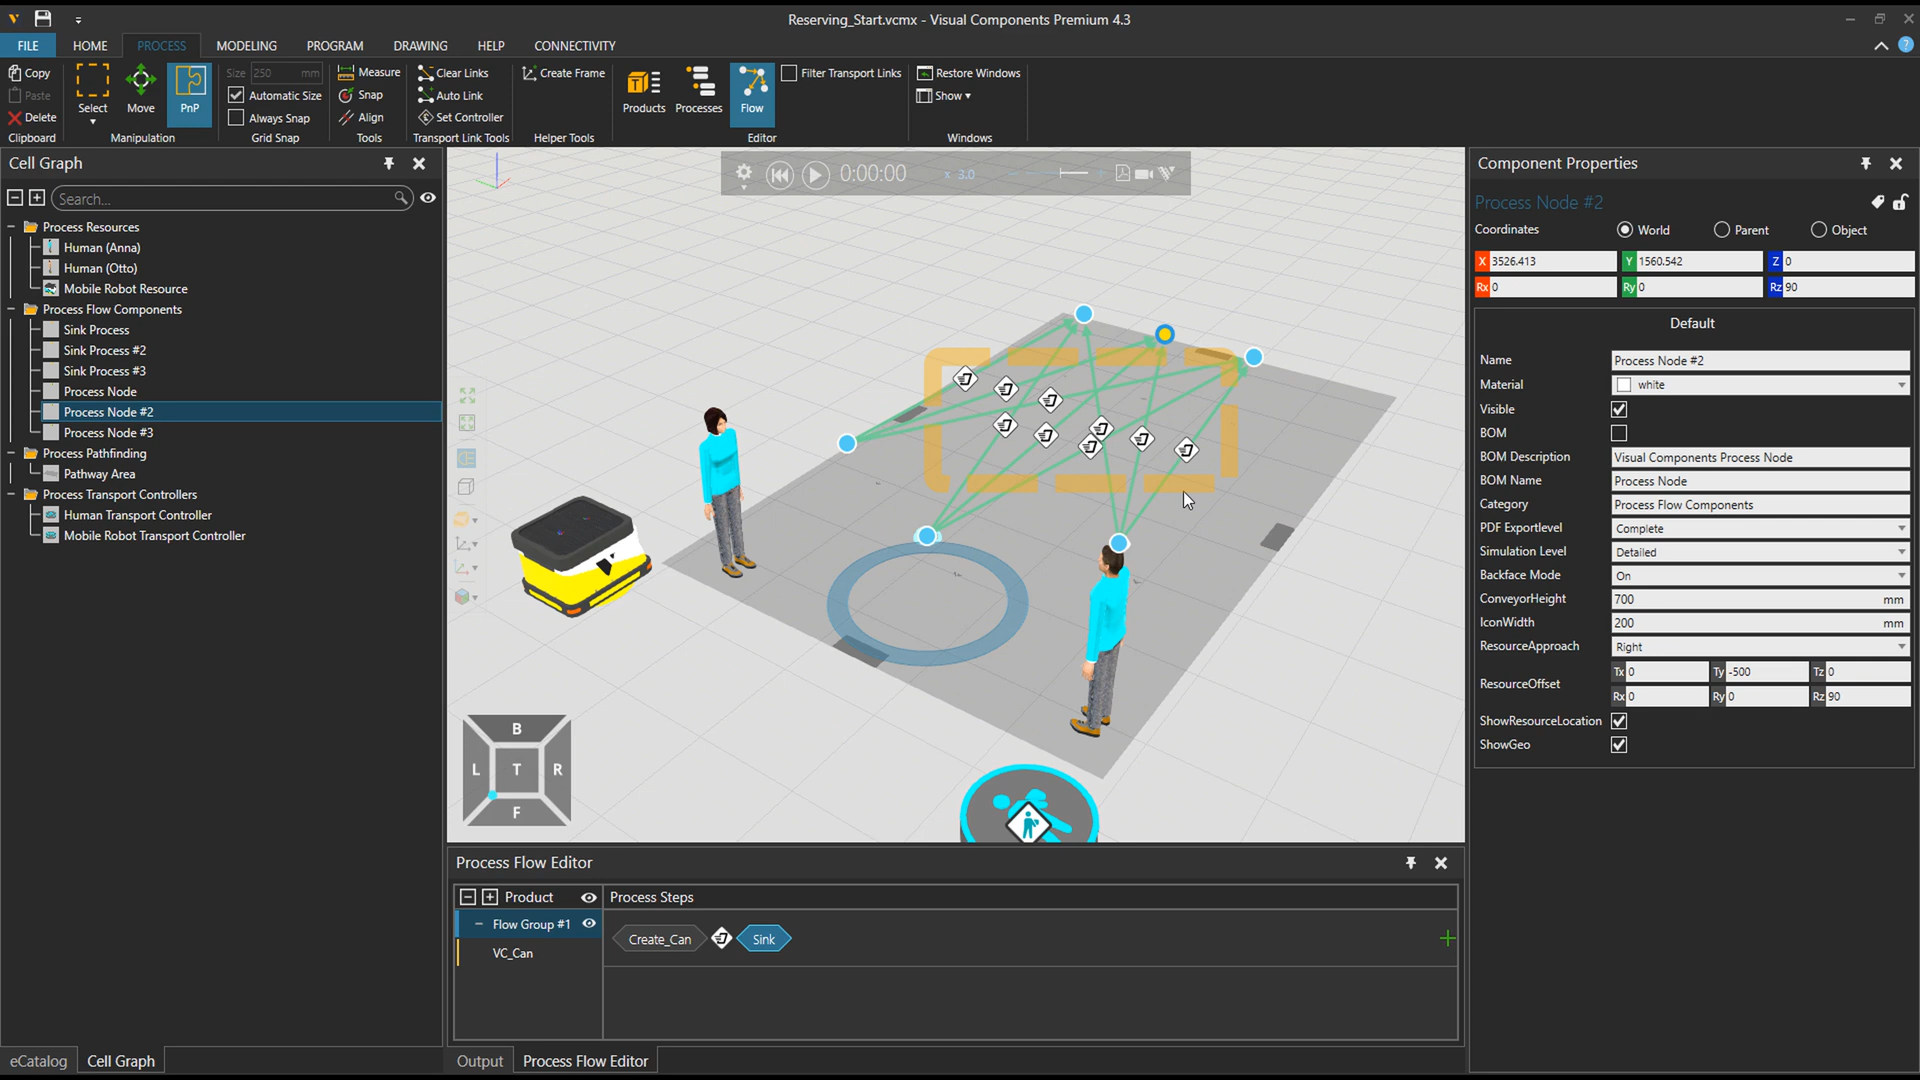 Reserving_Start.vcmx - Visual Components Premium 4.3
FILE
HOME
PROCESS
MODELING
PROGRAM
DRAWING
HELP
CONNECTIVITY
Copy
Paste
Delete
Clipboard
Select
Move
PnP
Manipulation
Size 250 mm
Automatic Size
Always Snap
Grid Snap
Measure
Snap
Align
Tools
Clear Links
Auto Link
Set Controller
Transport Link Tools
Create Frame
Helper Tools
Products
Processes
Flow
Filter Transport Links
Editor
Restore Windows
Show
Windows
Cell Graph
Search...
Process Resources
Human (Anna)
Human (Otto)
Mobile Robot Resource
Process Flow Components
Sink Process
Sink Process #2
Sink Process #3
Process Node
Process Node #2
Process Node #3
Process Pathfinding
Pathway Area
Process Transport Controllers
Human Transport Controller
Mobile Robot Transport Controller
eCatalog
Cell Graph
0:00:00
x 3.0
B
L T R
F
Process Flow Editor
Product
Process Steps
Flow Group #1
VC_Can
Create_Can
Sink
Output
Process Flow Editor
Component Properties
Process Node #2
Coordinates
World
Parent
Object
X 3526.413
Y 1560.542
Z 0
Rx 0
Ry 0
Rz 90
Default
Name Process Node #2
Material white
Visible
BOM
BOM Description Visual Components Process Node
BOM Name Process Node
Category Process Flow Components
PDF Exportlevel Complete
Simulation Level Detailed
Backface Mode On
ConveyorHeight 700 mm
IconWidth 200 mm
ResourceApproach Right
ResourceOffset
Tx 0
Ty -500
Tz 0
Rx 0
Ry 0
Rz 90
ShowResourceLocation
ShowGeo